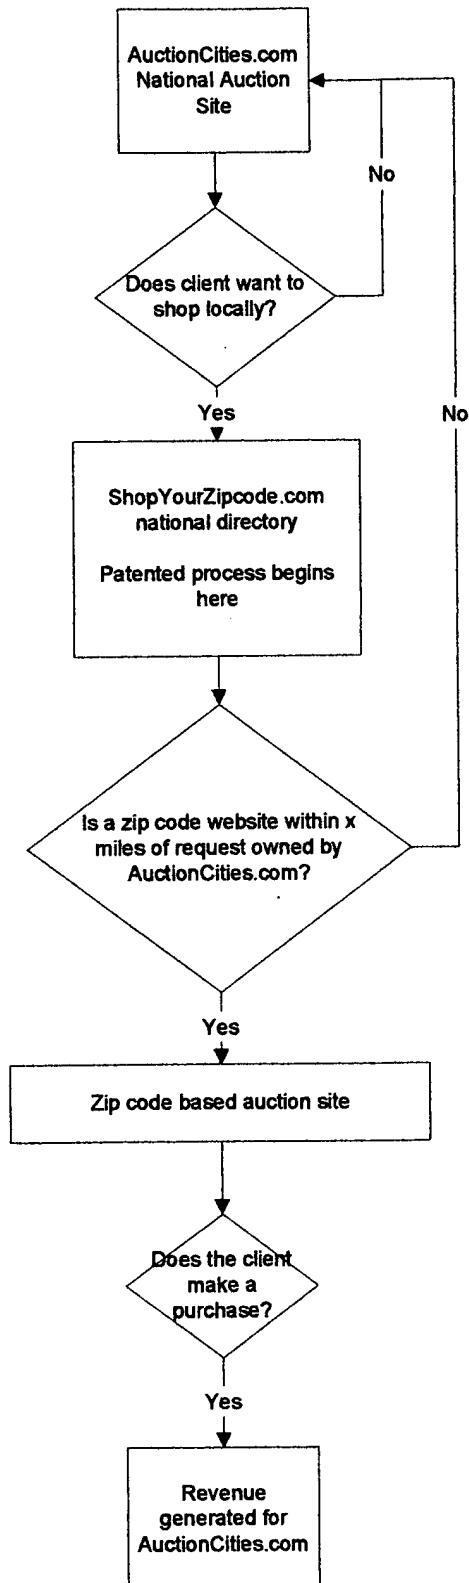 AuctionCities.com
National Auction
Site
No
Does client want to
shop locally?
Yes
No
ShopYourZipcode.com
national directory
Patented process begins
here
Is a zip code website within x
miles of request owned by
AuctionCities.com?
Yes
Zip code based auction site
Does the client
make a
purchase?
Yes
Revenue
generated for
AuctionCities.com